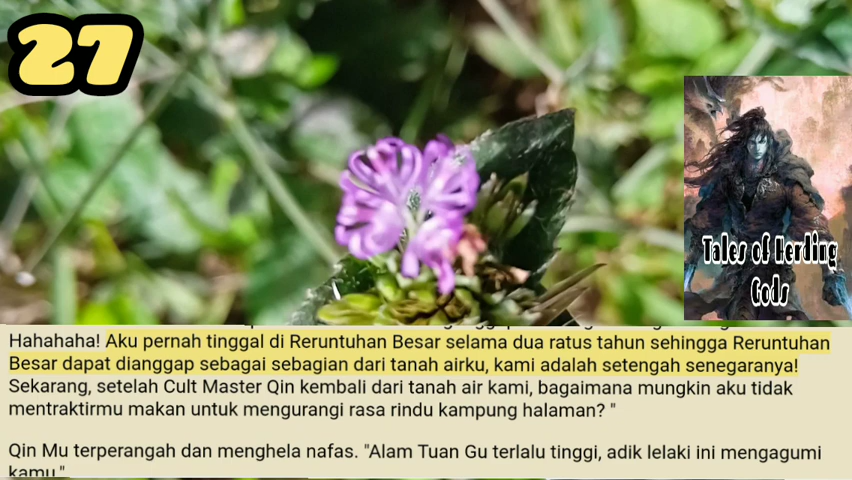 27
Tales of Herding
Gods
Hahahaha! Aku pernah tinggal di Reruntuhan Besar selama dua ratus tahun sehingga Reruntuhan
Besar dapat dianggap sebagai sebagian dari tanah airku, kami adalah setengah senegaranya!
Sekarang, setelah Cult Master Qin kembali dari tanah air kami, bagaimana mungkin aku tidak
mentraktirmu makan untuk mengurangi rasa rindu kampung halaman? "
Qin Mu terperangah dan menghela nafas. "Alam Tuan Gu terlalu tinggi, adik lelaki ini mengagumi
kamu."